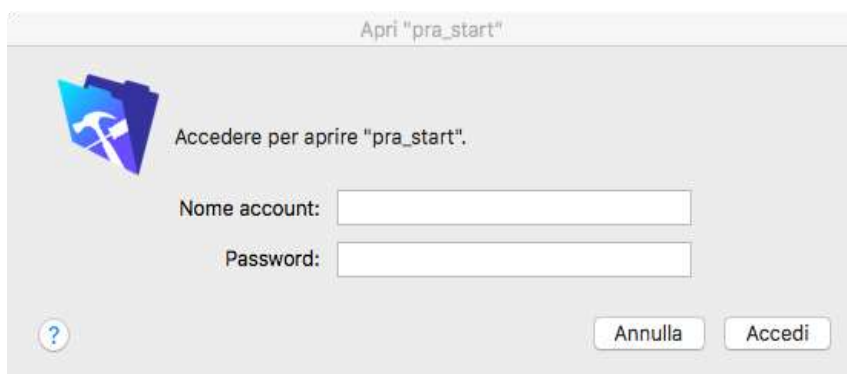 Apri "pra_start"
Accedere per aprire "pra_start".
Nome account:
Password:
?
Annulla
Accedi